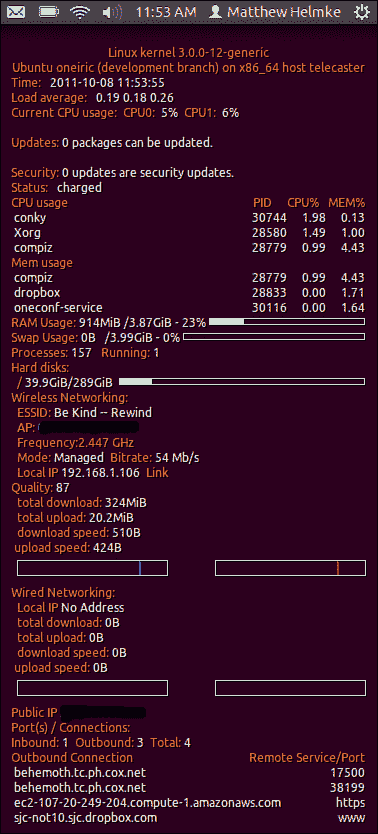 11:53 AM Matthew Helmke
Linux kernel 3.0.0-12-generic
Ubuntu oneiric (development branch) on x86_64 host telecaster
Time: 2011-10-08 11:53:55
Load average: 0.19 0.18 0.26
Current CPU usage: CPU0: 5% CPU1: 6%
Updates: 0 packages can be updated.
Security: 0 updates are security updates.
Status: charged
CPU usage PID CPU% MEM%
conky 30744 1.98 0.13
Xorg 28580 1.49 1.00
compiz 28779 0.99 4.43
Mem usage
compiz 28779 0.99 4.43
dropbox 28833 0.00 1.71
oneconf-service 30116 0.00 1.64
RAM Usage: 914MiB /3.87GiB - 23%
Swap Usage: 0B /3.99GiB - 0%
Processes: 157 Running: 1
Hard disks:
/ 39.9GiB/289GiB
Wireless Networking:
ESSID: Be Kind -- Rewind
AP:
Frequency:2.447 GHz
Mode: Managed Bitrate: 54 Mb/s
Local IP 192.168.1.106 Link
Quality: 87
total download: 324MiB
total upload: 20.2MiB
download speed: 510B
upload speed: 424B
Wired Networking:
Local IP No Address
total download: 0B
total upload: 0B
download speed: 0B
upload speed: 0B
Public IP
Port(s) / Connections:
Inbound: 1 Outbound: 3 Total: 4
Outbound Connection Remote Service/Port
behemoth.tc.ph.cox.net 17500
behemoth.tc.ph.cox.net 38199
ec2-107-20-249-204.compute-1.amazonaws.com https
sjc-not10.sjc.dropbox.com www